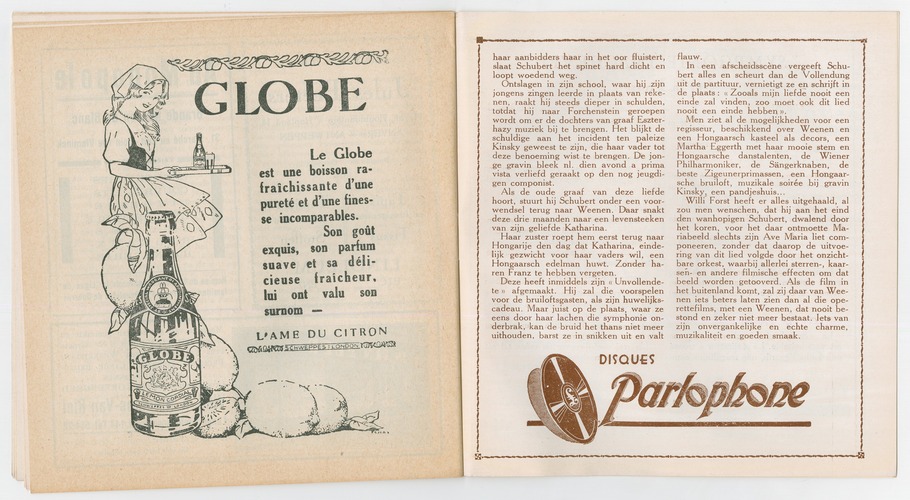 GLOBE
Le Globe
est une boisson ra-
fraîchissante d'une
pureté et d'une fines-
se incomparables.
Son goût
exquis, son parfum
suave et sa déli-
cieuse fraîcheur,
lui ont valu son
surnom —
L'AME DU CITRON
SCHWEPPES LONDON
GLOBE
LEMON CORDIAL
haar aanbidders haar in het oor fluistert,
slaat Schubert het spinet hard dicht en
loopt woedend weg.
Ontslagen in zijn school, waar hij zijn
jongens zingen leerde in plaats van reke-
nen, raakt hij steeds dieper in schulden,
totdat hij naar Forchenstein geroepen
wordt om er de dochters van graaf Eszter-
hazy muziek bij te brengen. Het blijkt de
schuldige aan het incident ten paleize
Kinsky geweest te zijn, die haar vader tot
deze benoeming wist te brengen. De jon-
ge gravin bleek nl. dien avond a prima
vista verliefd geraakt op den nog jeugdi-
gen componist.
Als de oude graaf van deze liefde
hoort, stuurt hij Schubert onder een voor-
wendsel terug naar Weenen. Daar snakt
deze drie maanden naar een levensteeken
van zijn geliefde Katharina.
Haar zuster roept hem eerst terug naar
Hongarije den dag dat Katharina, einde-
lijk gezwicht voor haar vaders wil, een
Hongaarsch edelman huwt. Zonder ha-
ren Franz te hebben vergeten.
Deze heeft inmiddels zijn « Unvollende-
te » afgemaakt. Hij zal die voorspelen
voor de bruiloftsgasten, als zijn huwelijks-
cadeau. Maar juist op de plaats, waar ze
eens door haar lachen die symphonie on-
derbrak, kan de bruid het thans niet meer
uithouden, barst ze in snikken uit en valt
flauw.
In een afscheidsscène vergeeft Schu-
bert alles en scheurt dan de Vollendung
uit de partituur, vernietigt ze en schrijft in
de plaats : « Zooals mijn liefde nooit een
einde zal vinden, zoo moet ook dit lied
nooit een einde hebben. »
Men ziet al de mogelijkheden voor een
regisseur, beschikkend over Weenen en
een Hongaarsch kasteel als décors, een
Martha Eggerth met haar mooie stem en
Hongaarsche danstalenten, de Wiener
Philharmoniker, de Sängerknaben, de
beste Zigeunerprimassen, een Hongaar-
sche bruiloft, muzikale soirée bij gravin
Kinsky, een pandjeshuis...
Willi Forst heeft er alles uitgehaald, al
zou men wenschen, dat hij aan het eind
den wanhopigen Schubert, dwalend door
het koren, voor het daar ontmoette Ma-
riabeeld slechts zijn Ave Maria liet com-
poneeren, zonder dat daarop de uitvoe-
ring van dit lied volgde door het onzicht-
bare orkest, waarbij allerlei sterren-, kaar-
sen- en andere filmische effecten om dat
beeld worden getooverd. Als de film in
het buitenland komt, zal zij daar van Wee-
nen iets beters laten zien dan al die ope-
rettefilms, met een Weenen, dat nooit be-
stond en zeker niet meer bestaat. Iets van
zijn onvergankelijke en echte charme,
muzikaliteit en goeden smaak.
DISQUES
Parlophone